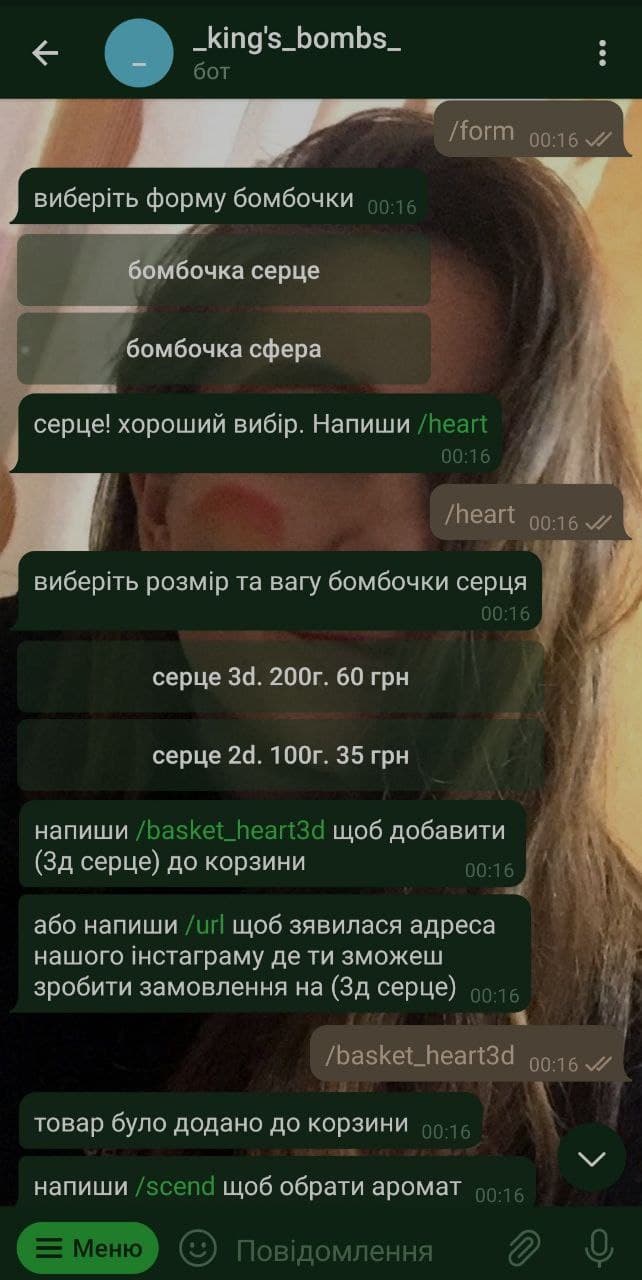 _king's_bombs_
бот
/form 00:16
виберіть форму бомбочки 00:16
бомбочка серце
бомбочка сфера
серце! хороший вибір. Напиши /heart
00:16
/heart 00:16
виберіть розмір та вагу бомбочки серця
00:16
серце 3d. 200г. 60 грн
серце 2d. 100г. 35 грн
напиши /basket_heart3d щоб добавити
(3д серце) до корзини 00:16
або напиши /url щоб зявилася адреса
нашого інстаграму де ти зможеш
зробити замовлення на (3д серце) 00:16
/basket_heart3d 00:16
товар було додано до корзини 00:16
напиши /scend щоб обрати аромат 00:16
Меню Повідомлення